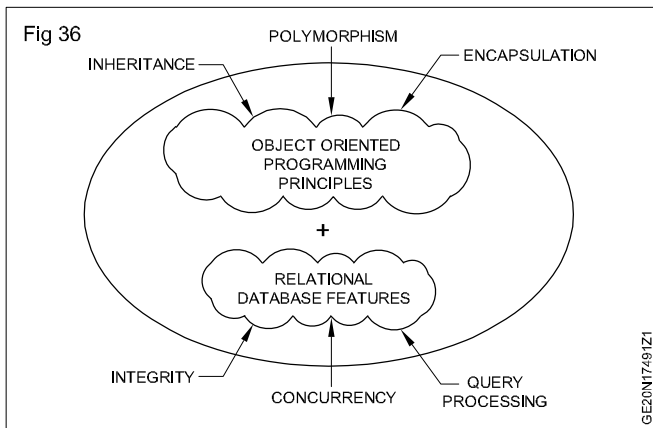 Fig 36
POLYMORPHISM
INHERITANCE
ENCAPSULATION
OBJECT ORIENTED
PROGRAMMING
PRINCIPLES
+
RELATIONAL
DATABASE FEATURES
INTEGRITY
CONCURRENCY
QUERY
PROCESSING
GE20N17491Z1